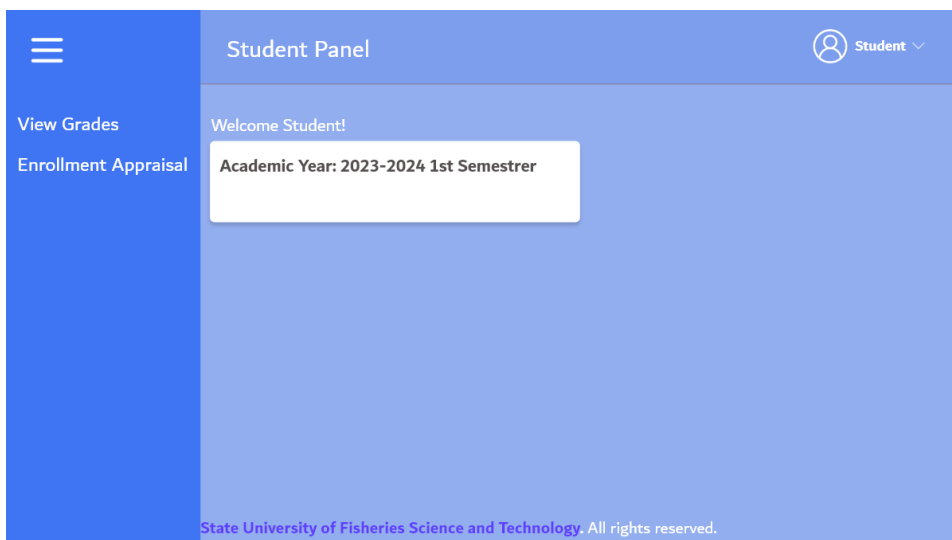 Student Panel
Student
View Grades
Enrollment Appraisal
Welcome Student!
Academic Year: 2023-2024 1st Semestrer
State University of Fisheries Science and Technology. All rights reserved.